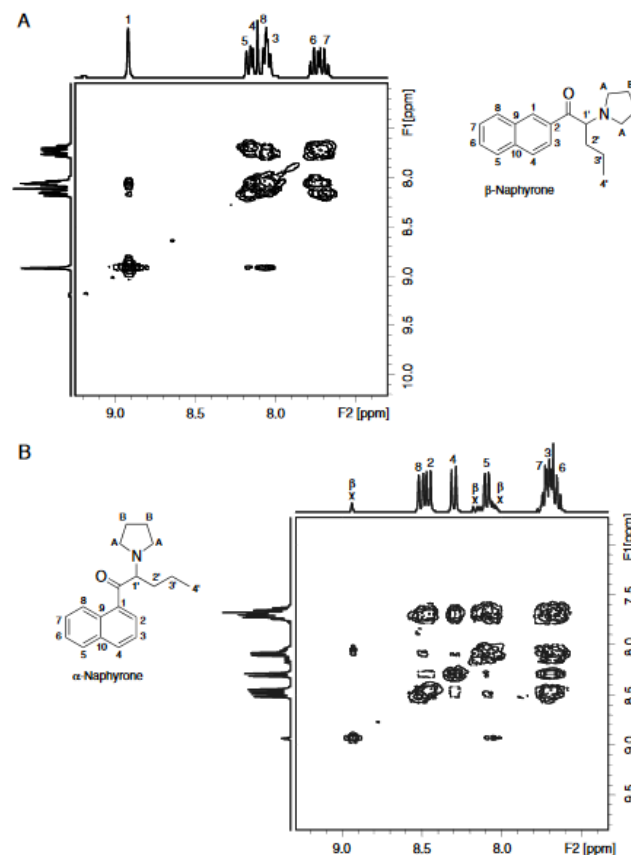 A
1
5 4 8 3 6 7
F1[ppm]
8.0
8.5
9.0
9.5
10.0
9.0 8.5 8.0 F2 [ppm]
O
N
A
B
A
8 9 1
7 2 1' 2'
6 10 3 3'
5 4 4'
β-Naphyrone
B
β
x
8 2 4 5
β
x
β
x
7 3 6
F1[ppm]
7.5
8.0
8.5
9.0
9.5
9.0 8.5 8.0 F2 [ppm]
B B
A A
N
O 1' 2' 3' 4'
8 9 1
7 2
6 10 3
5 4
α-Naphyrone